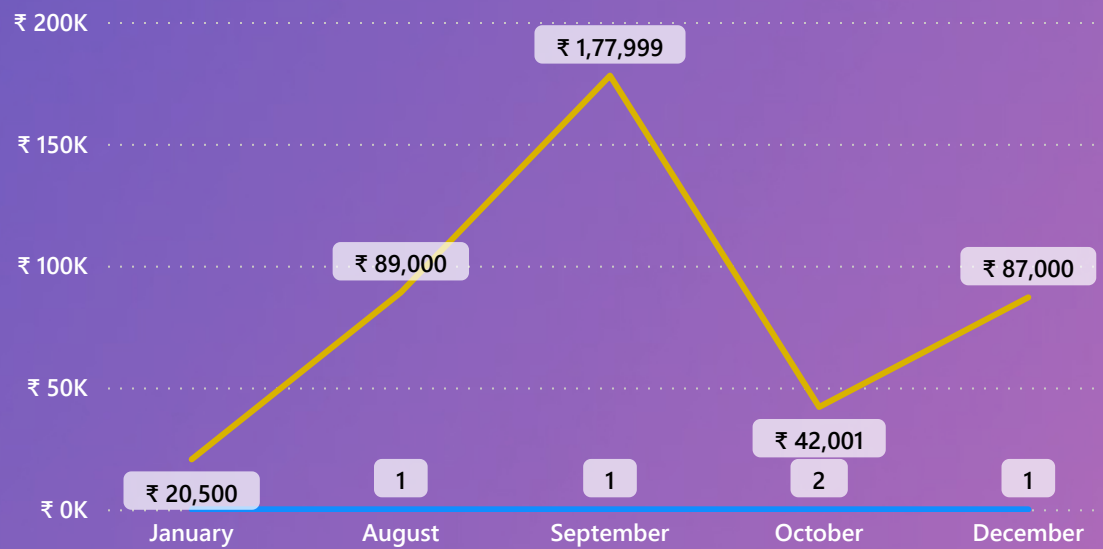 ₹ 200K
₹ 1,77,999
₹ 150K
₹ 100K
₹ 89,000
₹ 87,000
₹ 50K
₹ 42,001
₹ 20,500
1
1
2
1
₹ 0K
January August September October December